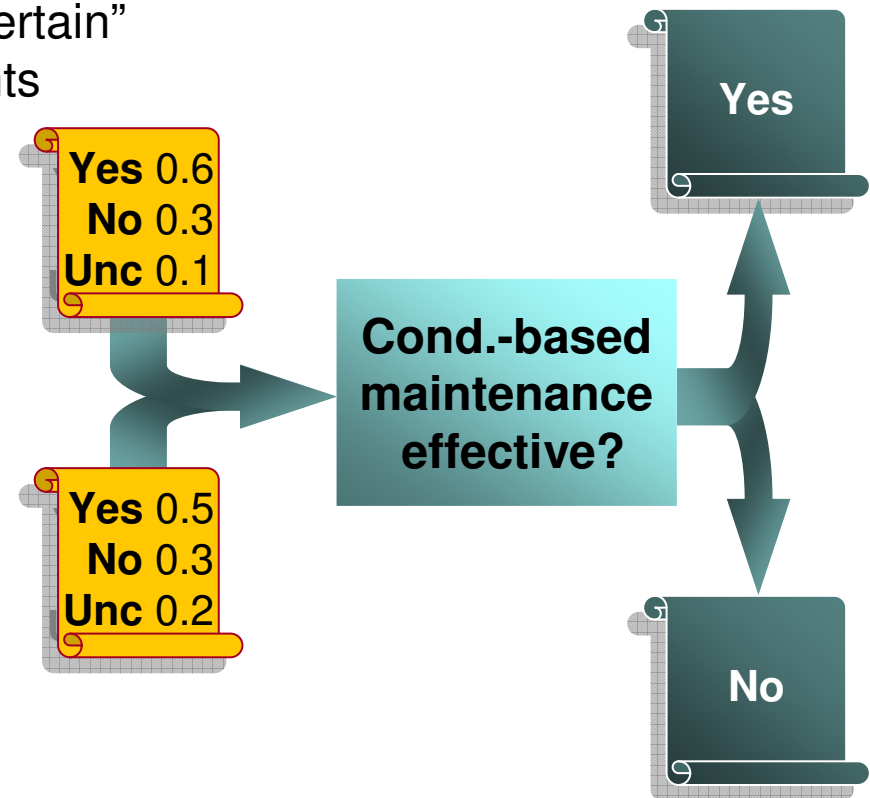 ertain”
ts
Yes 0.6
No 0.3
Unc 0.1
Yes 0.5
No 0.3
Unc 0.2
Cond.-based
maintenance
effective?
Yes
No